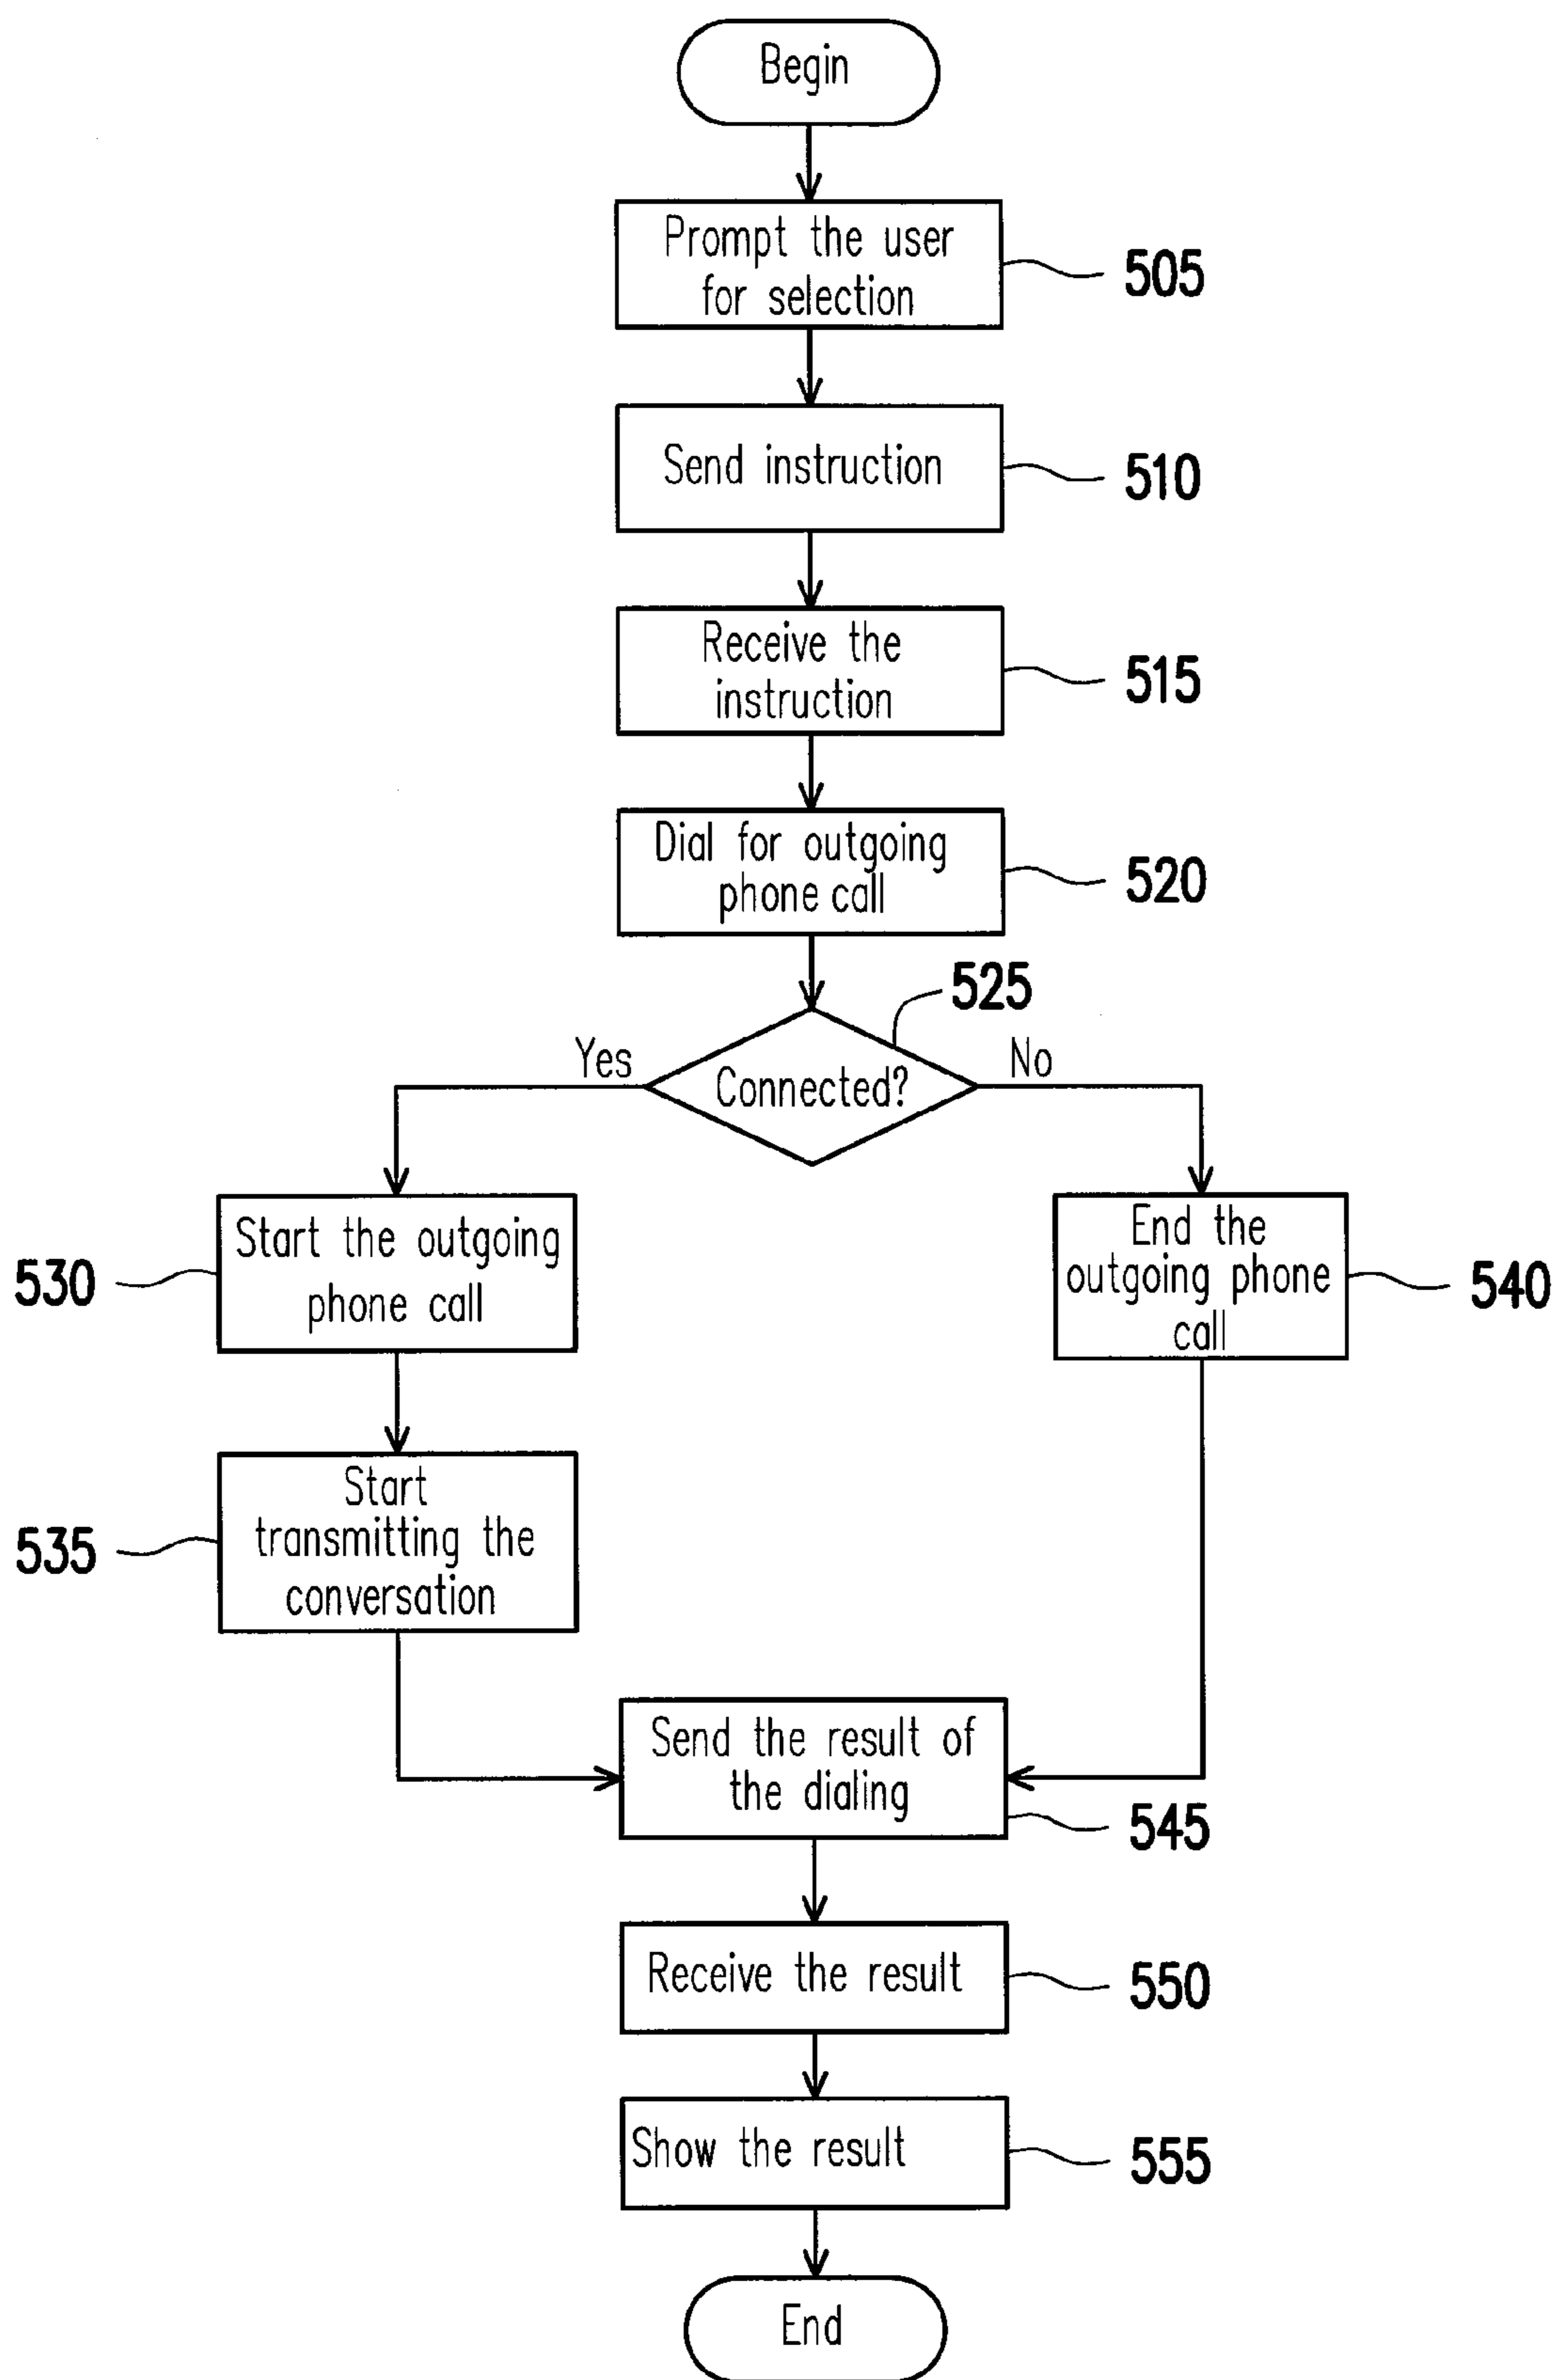 Begin
Prompt the user
for selection
505
Send instruction
510
Receive the
instruction
515
Dial for outgoing
phone call
520
525
Yes
Connected?
No
Start the outgoing
phone call
530
End the
outgoing phone
call
540
Start
transmitting the
conversation
535
Send the result of
the dialing
545
Receive the result
550
Show the result
555
End